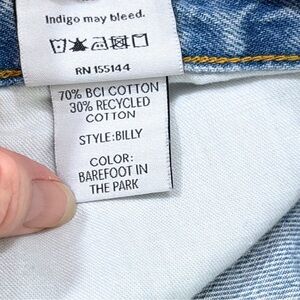 Indigo may bleed.
RN 155144
70% BCI COTTON
30% RECYCLED
COTTON
STYLE: BILLY
COLOR:
BAREFOOT IN
THE PARK